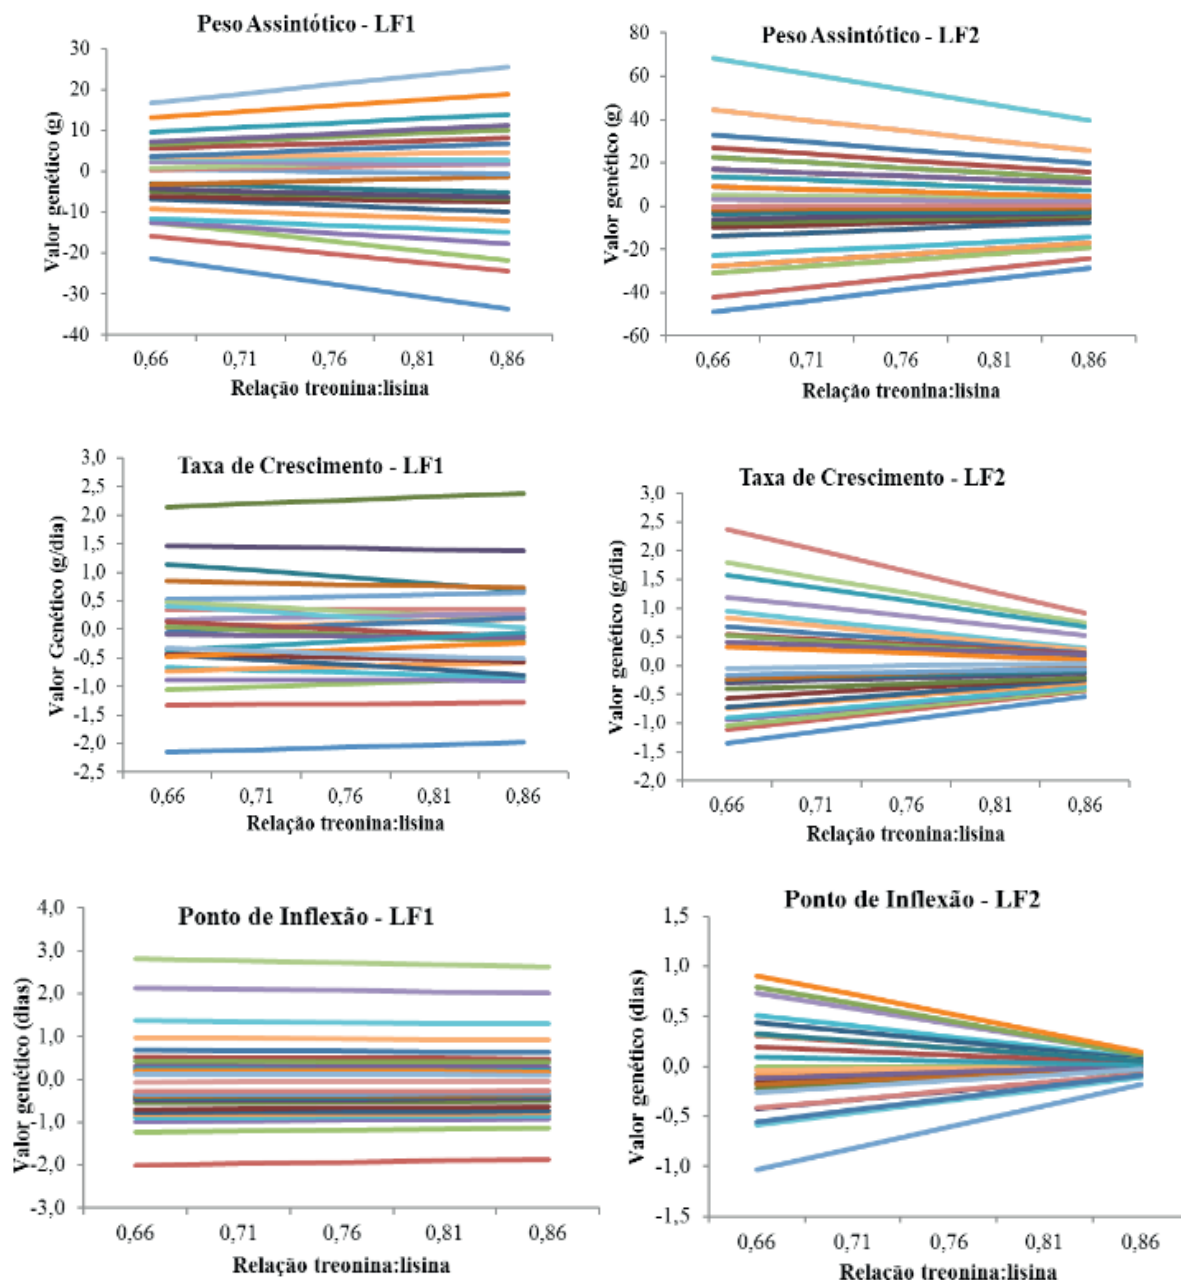 Peso Assintótico - LF1
Valor genético (g)
30
20
10
0
-10
-20
-30
-40
0,66 0,71 0,76 0,81 0,86
Relação treonina:lisina
Peso Assintótico - LF2
Valor genético (g)
80
60
40
20
0
-20
-40
-60
0,66 0,71 0,76 0,81 0,86
Relação treonina:lisina
Taxa de Crescimento - LF1
Valor Genético (g/dia)
3,0
2,5
2,0
1,5
1,0
0,5
0,0
-0,5
-1,0
-1,5
-2,0
-2,5
0,66 0,71 0,76 0,81 0,86
Relação treonina:lisina
Taxa de Crescimento - LF2
Valor genético (g/dia)
3,0
2,5
2,0
1,5
1,0
0,5
0,0
-0,5
-1,0
-1,5
-2,0
0,66 0,71 0,76 0,81 0,86
Relação treonina:lisina
Ponto de Inflexão - LF1
Valor genético (dias)
4,0
3,0
2,0
1,0
0,0
-1,0
-2,0
-3,0
0,66 0,71 0,76 0,81 0,86
Relação treonina:lisina
Ponto de Inflexão - LF2
Valor genético (dias)
1,5
1,0
0,5
0,0
-0,5
-1,0
-1,5
0,66 0,71 0,76 0,81 0,86
Relação treonina:lisina